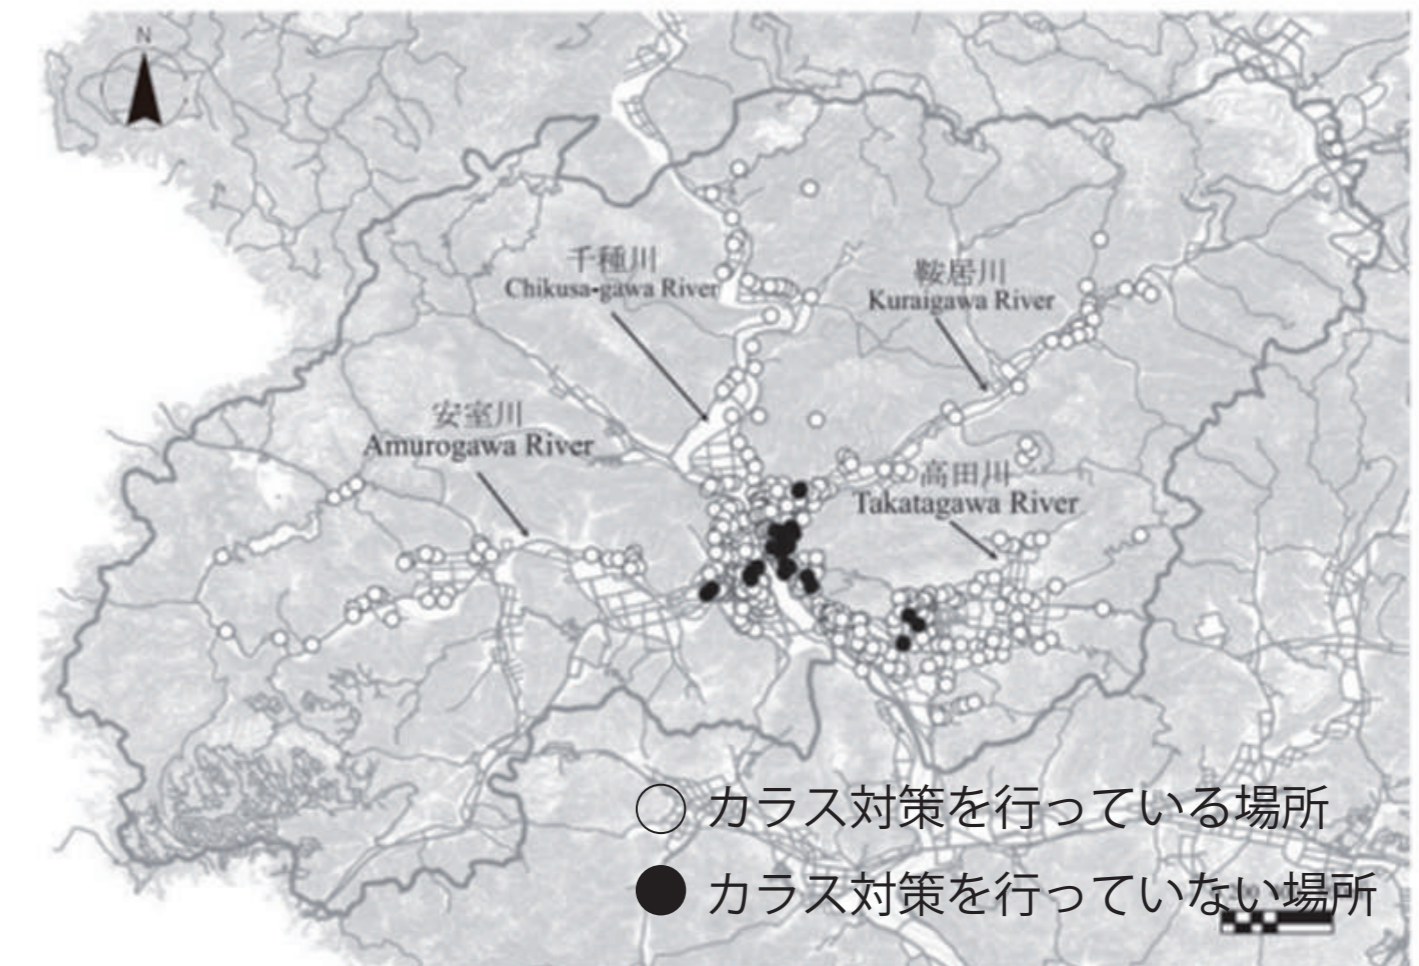 N
千種川
Chikusa-gawa River
鞍居川
Kuraigawa River
安室川
Amurogawa River
高田川
Takatagawa River
○ カラス対策を行っている場所
● カラス対策を行っていない場所